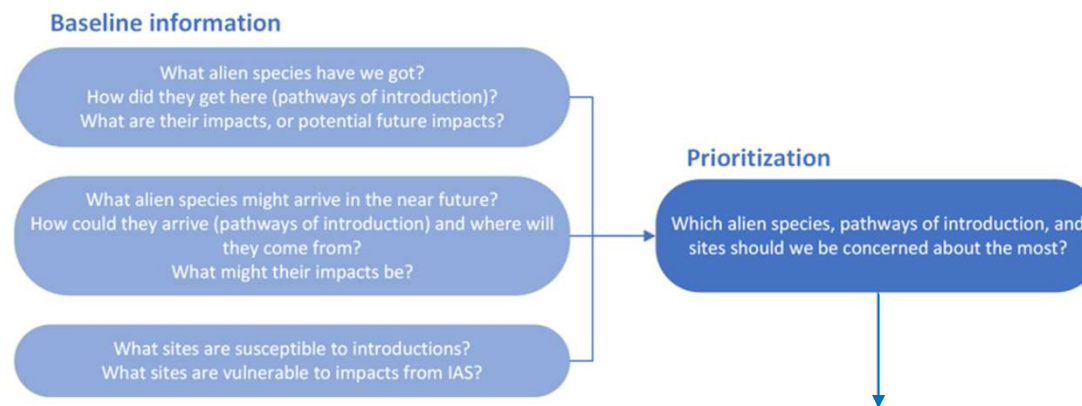 Baseline information
What alien species have we got?
How did they get here (pathways of introduction)?
What are their impacts, or potential future impacts?
What alien species might arrive in the near future?
How could they arrive (pathways of introduction) and where will
they come from?
What might their impacts be?
What sites are susceptible to introductions?
What sites are vulnerable to impacts from IAS?
Prioritization
Which alien species, pathways of introduction, and
sites should we be concerned about the most?